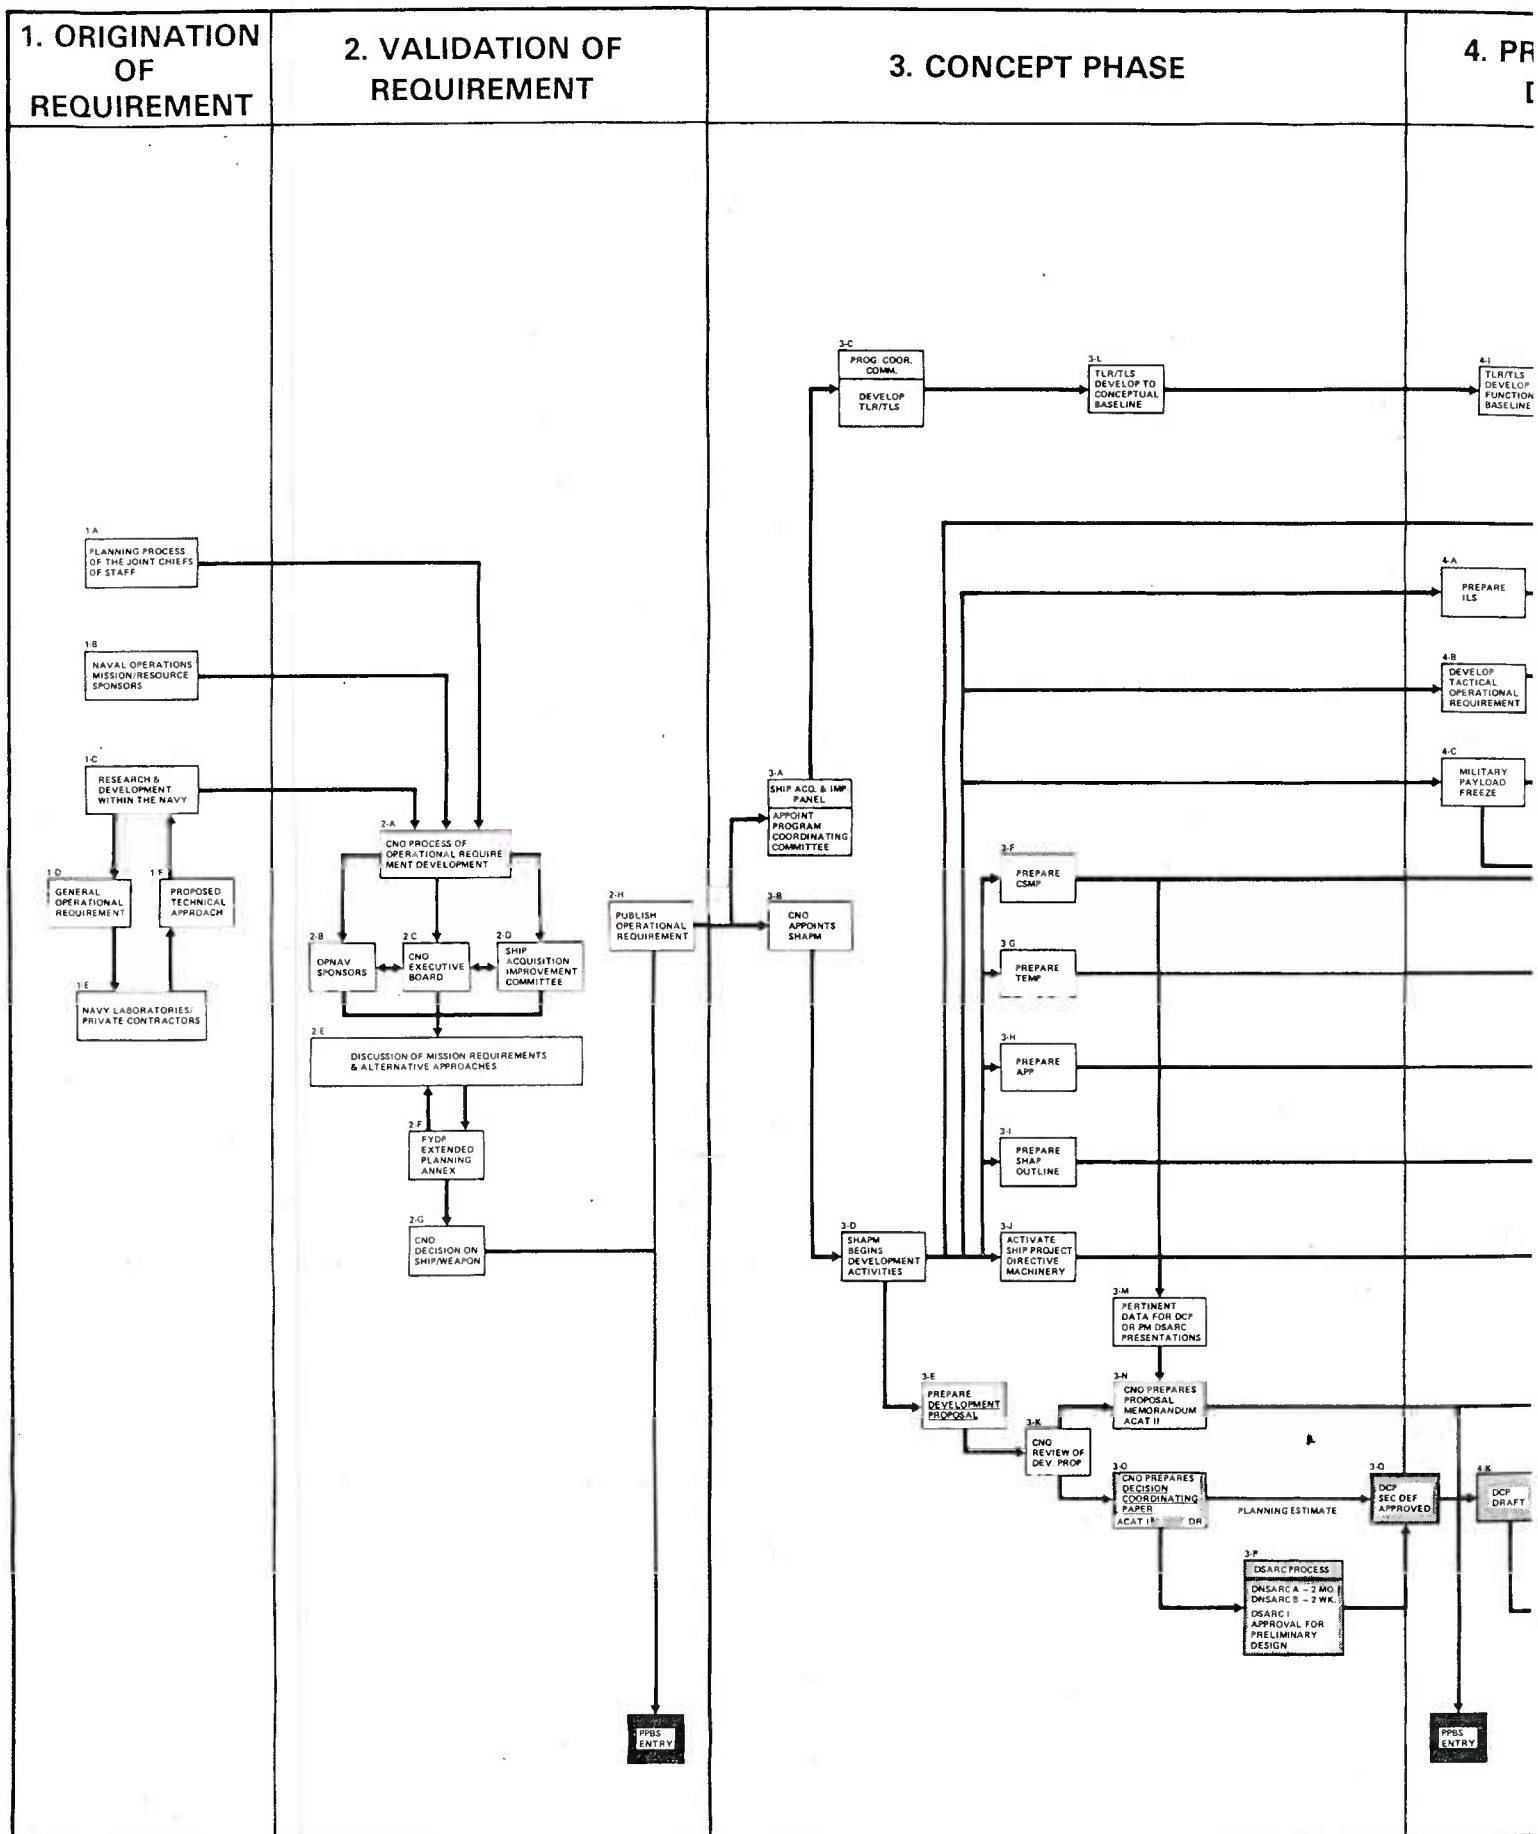 1. ORIGINATION
OF
REQUIREMENT
2. VALIDATION OF
REQUIREMENT
3. CONCEPT PHASE
4. PR
1-A
PLANNING PROCESS
OF THE JOINT CHIEFS
OF STAFF
1-B
NAVAL OPERATIONS
MISSION/RESOURCE
SPONSORS
1-C
RESEARCH &
DEVELOPMENT
WITHIN THE NAVY
1-D
GENERAL
OPERATIONAL
REQUIREMENT
1-F
PROPOSED
TECHNICAL
APPROACH
1-E
NAVY LABORATORIES/
PRIVATE CONTRACTORS
2-A
CNO PROCESS OF
OPERATIONAL REQUIRE
MENT DEVELOPMENT
2-B
OPNAV
SPONSORS
2 C
CNO
EXECUTIVE
BOARD
2-D
SHIP
ACQUISITION
IMPROVEMENT
COMMITTEE
2 E
DISCUSSION OF MISSION REQUIREMENTS
& ALTERNATIVE APPROACHES
2-F
FYDP
EXTENDED
PLANNING
ANNEX
2-G
CNO
DECISION ON
SHIP/WEAPON
2-H
PUBLISH
OPERATIONAL
REQUIREMENT
PPBS
ENTRY
3-A
SHIP ACQ. & IMP
PANEL
APPOINT
PROGRAM
COORDINATING
COMMITTEE
3-B
CNO
APPOINTS
SHAPM
3-C
PROG. COOR.
COMM.
DEVELOP
TLR/TLS
3-L
TLR/TLS
DEVELOP TO
CONCEPTUAL
BASELINE
3-D
SHAPM
BEGINS
DEVELOPMENT
ACTIVITIES
3-E
PREPARE
DEVELOPMENT
PROPOSAL
3-F
PREPARE
CSMP
3 G
PREPARE
TEMP
3-H
PREPARE
APP
3-I
PREPARE
SHAP
OUTLINE
3-J
ACTIVATE
SHIP PROJECT
DIRECTIVE
MACHINERY
3-M
PERTINENT
DATA FOR DCP
OR PM DSARC
PRESENTATIONS
3-N
CNO PREPARES
PROPOSAL
MEMORANDUM
ACAT II
3-K
CNO
REVIEW OF
DEV. PROP
3-O
CNO PREPARES
DECISION
COORDINATING
PAPER
ACAT I DR
PLANNING ESTIMATE
3-P
DSARC PROCESS
DNSARC A – 2 MO.
DNSARC B – 2 WK.
DSARC I
APPROVAL FOR
PRELIMINARY
DESIGN
3-Q
DCP
SEC DEF
APPROVED
4-I
TLR/TLS
DEVELOP
FUNCTION
BASELINE
4-A
PREPARE
ILS
4-B
DEVELOP
TACTICAL
OPERATIONAL
REQUIREMENT
4-C
MILITARY
PAYLOAD
FREEZE
4-K
DCP
DRAFT
PPBS
ENTRY